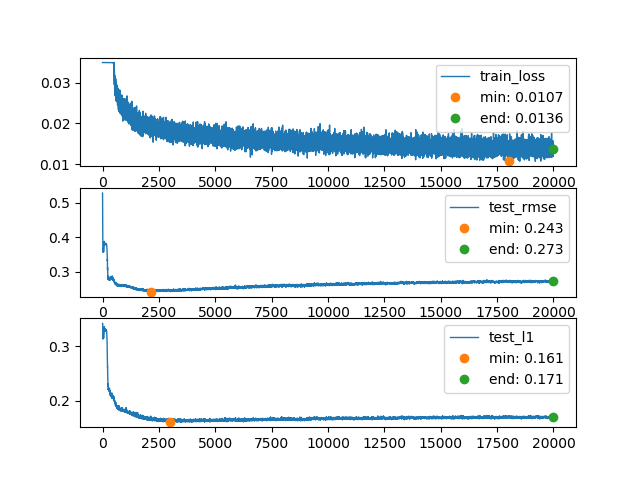 0.03
0.02
0.01
train_loss
min: 0.0107
end: 0.0136
0 2500 5000 7500 10000 12500 15000 17500 20000
0.5
0.4
0.3
test_rmse
min: 0.243
end: 0.273
0 2500 5000 7500 10000 12500 15000 17500 20000
0.3
0.2
test_l1
min: 0.161
end: 0.171
0 2500 5000 7500 10000 12500 15000 17500 20000